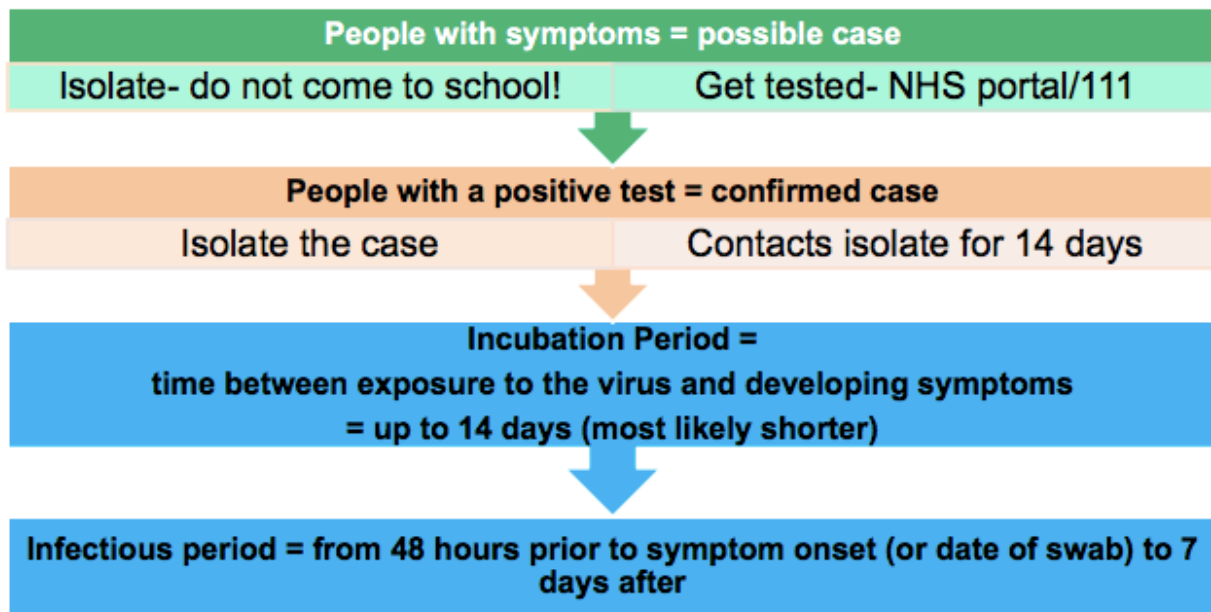 People with symptoms = possible case
Isolate- do not come to school!
Get tested- NHS portal/111
People with a positive test = confirmed case
Isolate the case
Contacts isolate for 14 days
Incubation Period =
time between exposure to the virus and developing symptoms
= up to 14 days (most likely shorter)
Infectious period = from 48 hours prior to symptom onset (or date of swab) to 7
days after